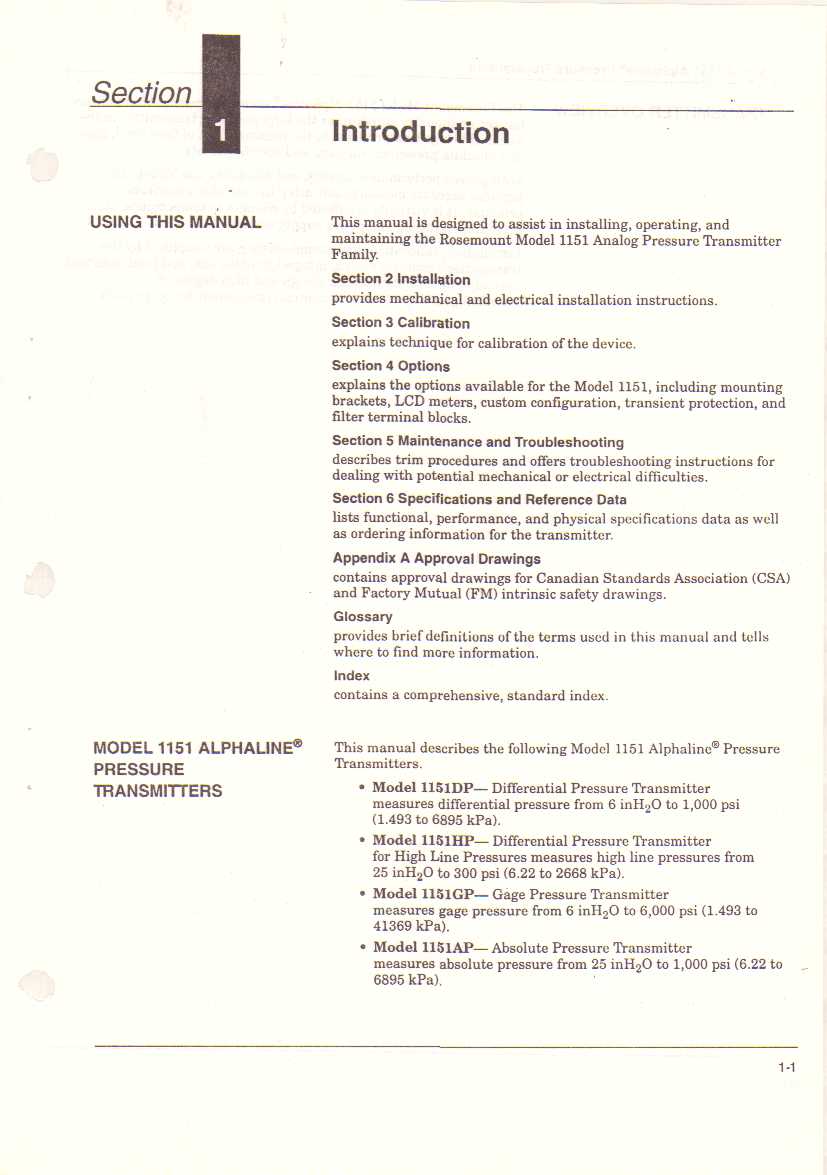 Section
1
Introduction
USING THIS MANUAL
This manual is designed to assist in installing, operating, and
maintaining the Rosemount Model 1151 Analog Pressure Transmitter
Family.
Section 2 Installation
provides mechanical and electrical installation instructions.
Section 3 Calibration
explains technique for calibration of the device.
Section 4 Options
explains the options available for the Model 1151, including mounting
brackets, LCD meters, custom configuration, transient protection, and
filter terminal blocks.
Section 5 Maintenance and Troubleshooting
describes trim procedures and offers troubleshooting instructions for
dealing with potential mechanical or electrical difficulties.
Section 6 Specifications and Reference Data
lists functional, performance, and physical specifications data as well
as ordering information for the transmitter.
Appendix A Approval Drawings
contains approval drawings for Canadian Standards Association (CSA)
and Factory Mutual (FM) intrinsic safety drawings.
Glossary
provides brief definitions of the terms used in this manual and tells
where to find more information.
Index
contains a comprehensive, standard index.
MODEL 1151 ALPHALINE®
PRESSURE
TRANSMITTERS
This manual describes the following Model 1151 Alphaline® Pressure
Transmitters.
• Model 1151DP— Differential Pressure Transmitter
measures differential pressure from 6 inH₂O to 1,000 psi
(1.493 to 6895 kPa).
• Model 1151HP— Differential Pressure Transmitter
for High Line Pressures measures high line pressures from
25 inH₂O to 300 psi (6.22 to 2668 kPa).
• Model 1151GP— Gage Pressure Transmitter
measures gage pressure from 6 inH₂O to 6,000 psi (1.493 to
41369 kPa).
• Model 1151AP— Absolute Pressure Transmitter
measures absolute pressure from 25 inH₂O to 1,000 psi (6.22 to
6895 kPa).
1-1